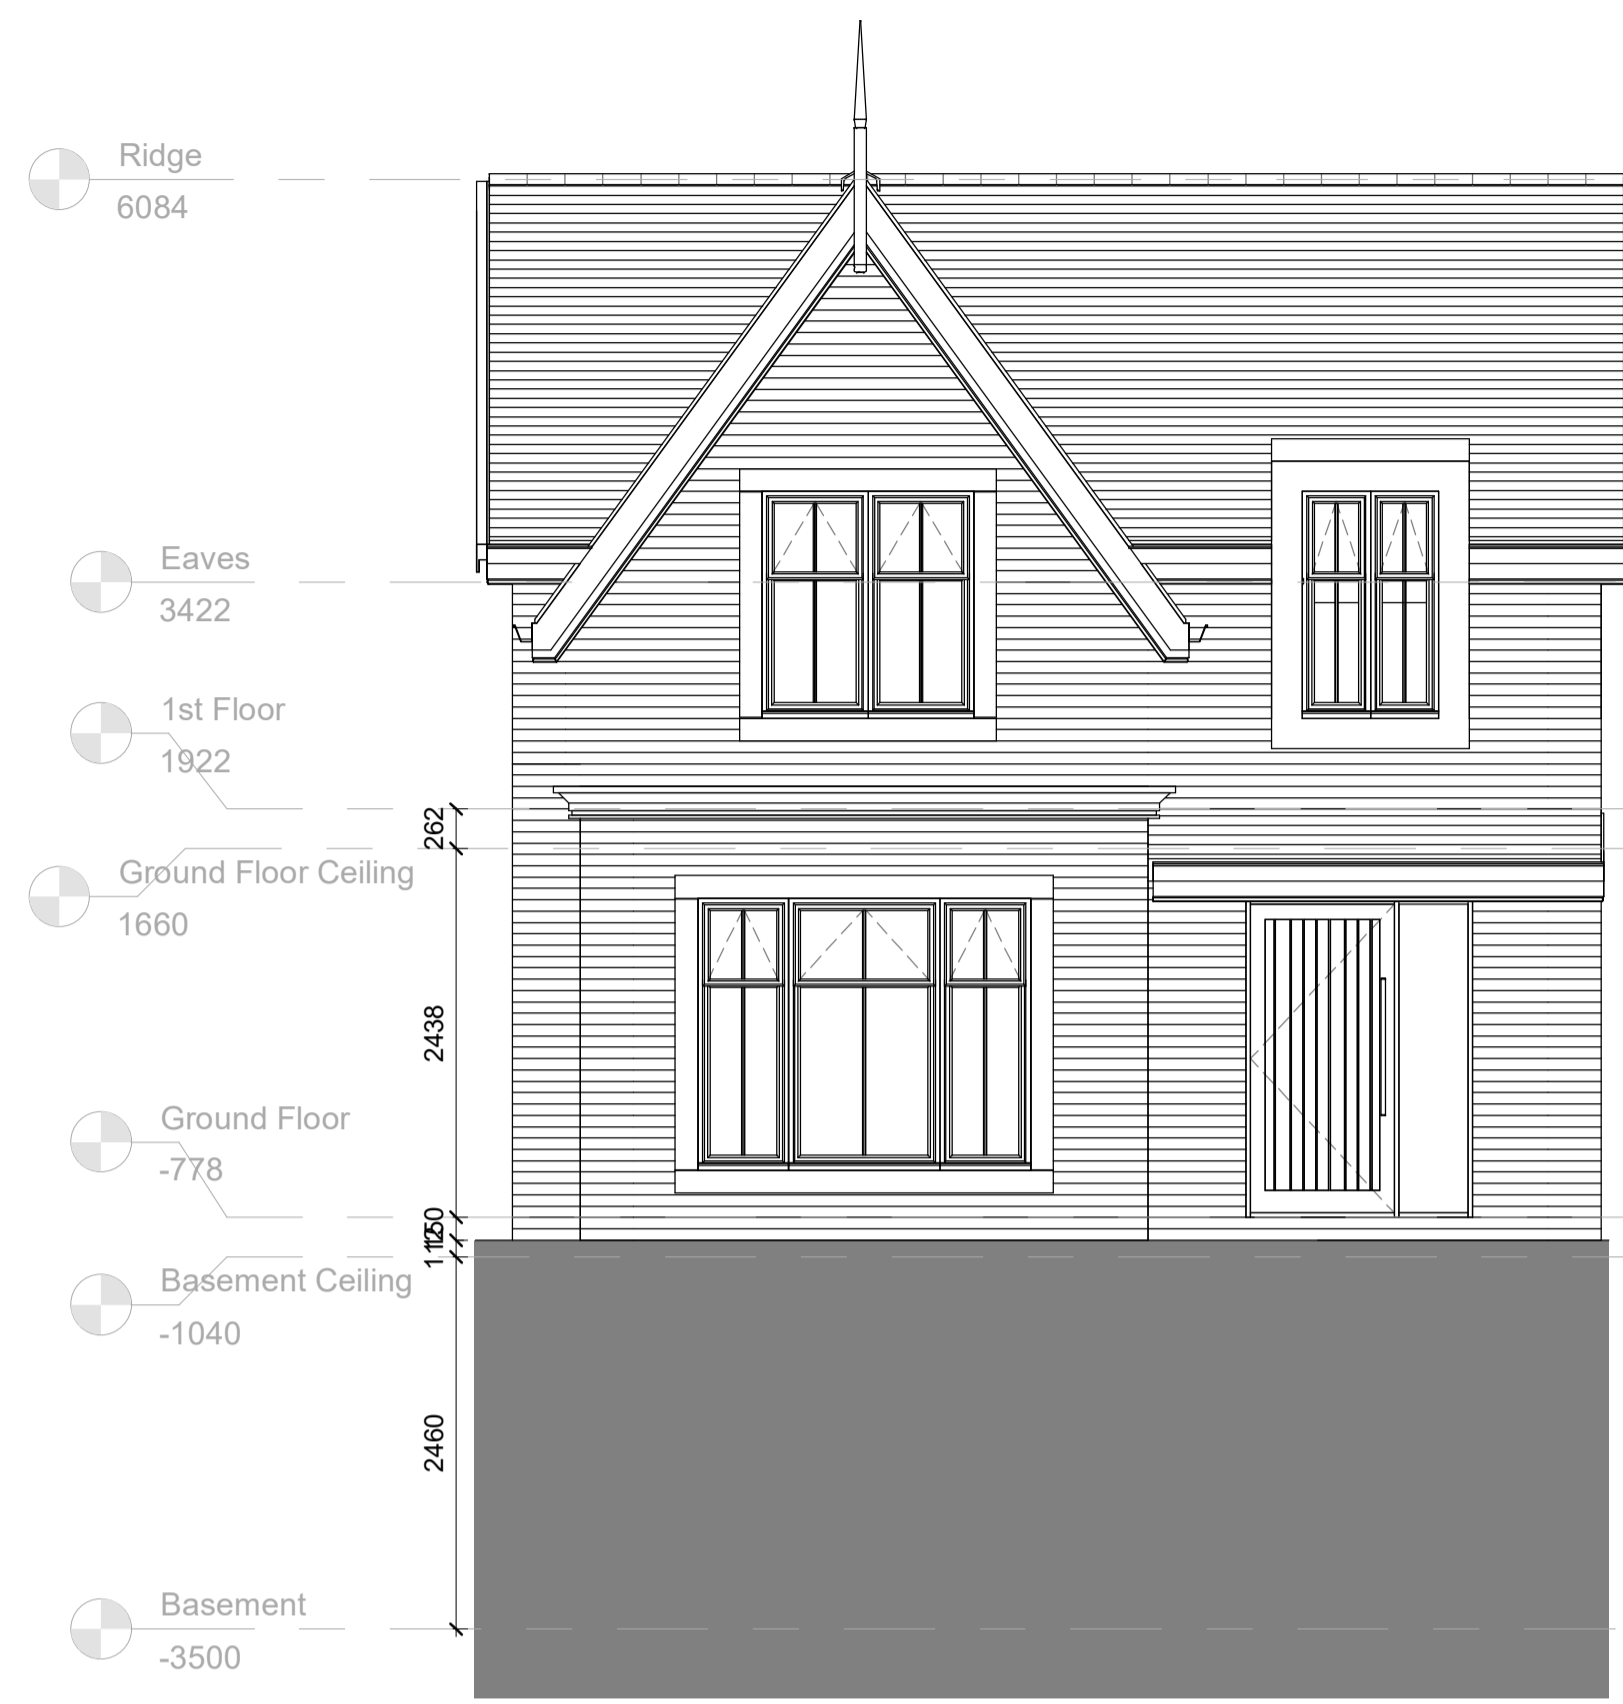 Ridge
6084
Eaves
3422
1st Floor
1922
262
Ground Floor Ceiling
1660
2438
Ground Floor
-778
150
Basement Ceiling
-1040
2460
Basement
-3500